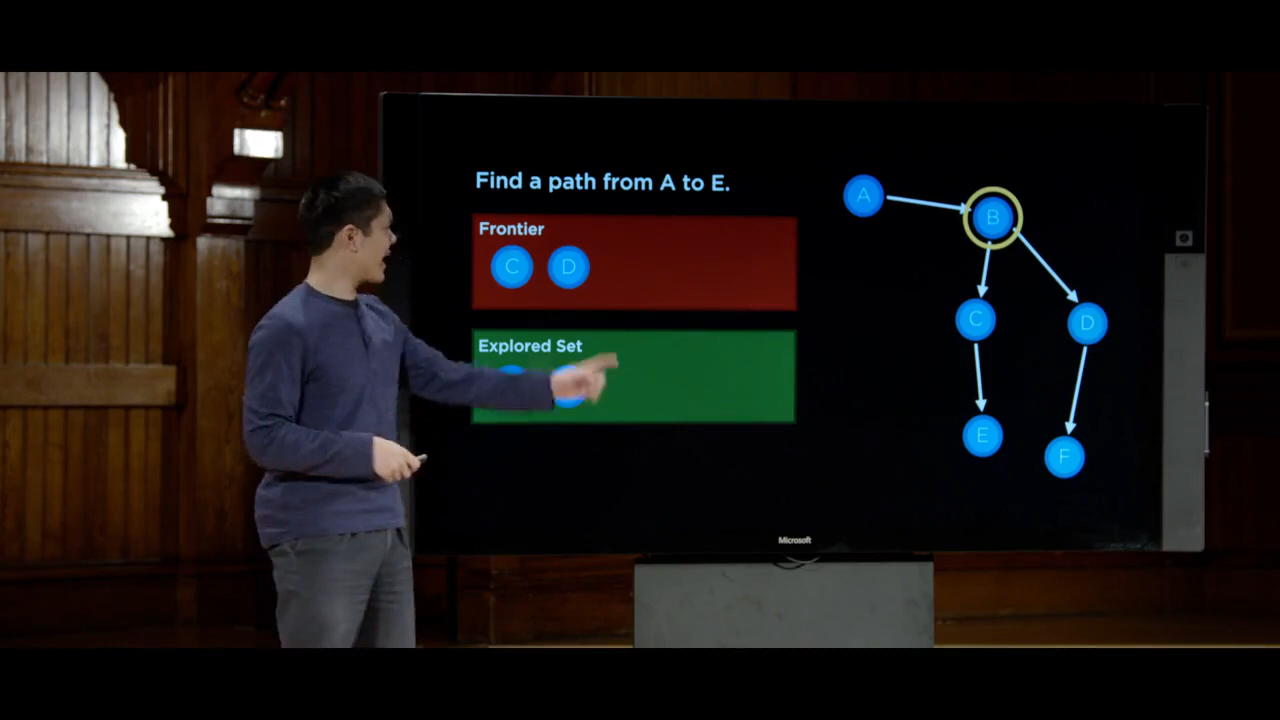 Find a path from A to E.
Frontier
C D
Explored Set
A
B
C
D
E
F
Microsoft